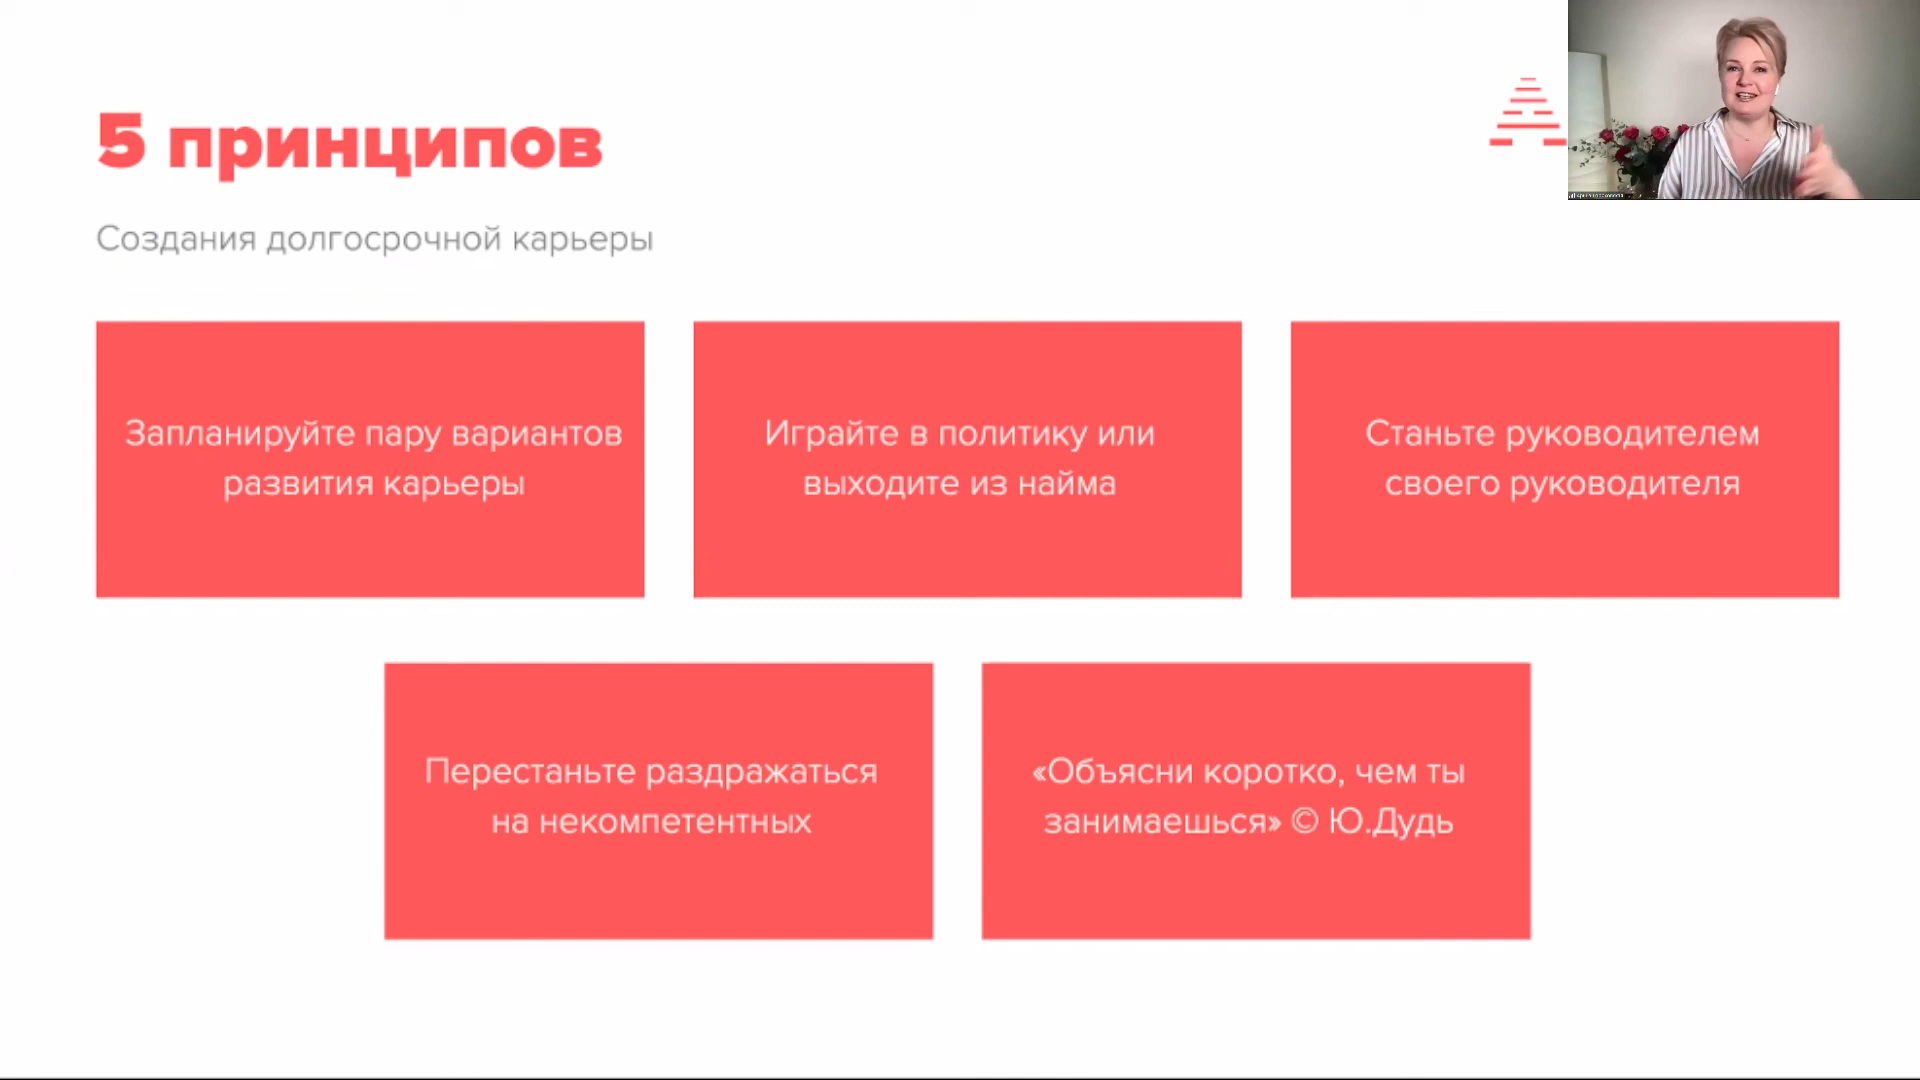 5 принципов
Создания долгосрочной карьеры
Запланируйте пару вариантов
развития карьеры
Играйте в политику или
выходите из найма
Станьте руководителем
своего руководителя
Перестаньте раздражаться
на некомпетентных
«Объясни коротко, чем ты
занимаешься» © Ю.Дудь